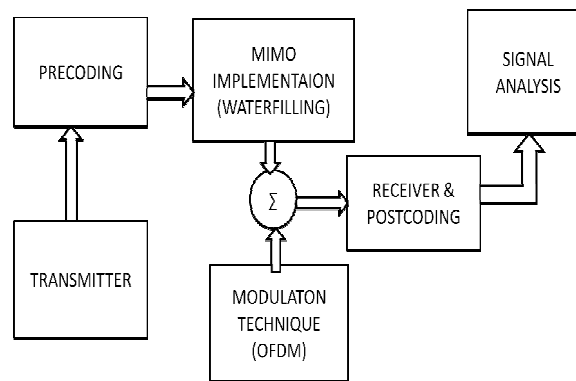 PRECODING
MIMO
IMPLEMENTAION
(WATERFILLING)
SIGNAL
ANALYSIS
Σ
RECEIVER &
POSTCODING
TRANSMITTER
MODULATON
TECHNIQUE
(OFDM)